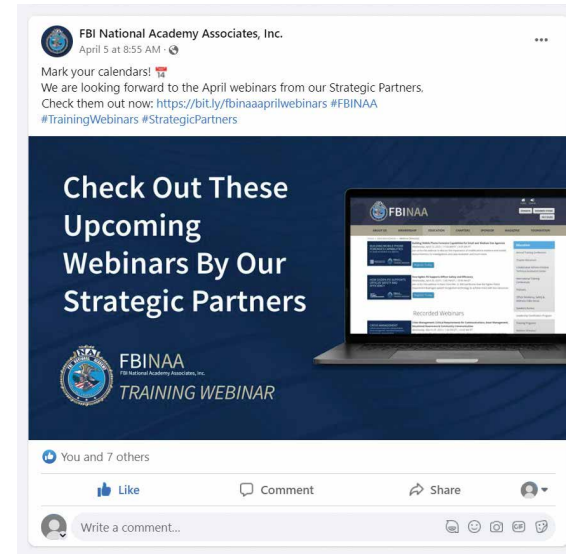 FBI National Academy Associates, Inc.
April 5 at 8:55 AM ·
Mark your calendars!
We are looking forward to the April webinars from our Strategic Partners.
Check them out now: https://bit.ly/fbinaaaprilwebinars #FBINAA
#TrainingWebinars #StrategicPartners
Check Out These
Upcoming
Webinars By Our
Strategic Partners
FBINAA
FBI National Academy Associates, Inc.
TRAINING WEBINAR
FBINAA
Recorded Webinars
You and 7 others
Like
Comment
Share
Write a comment...
GIF